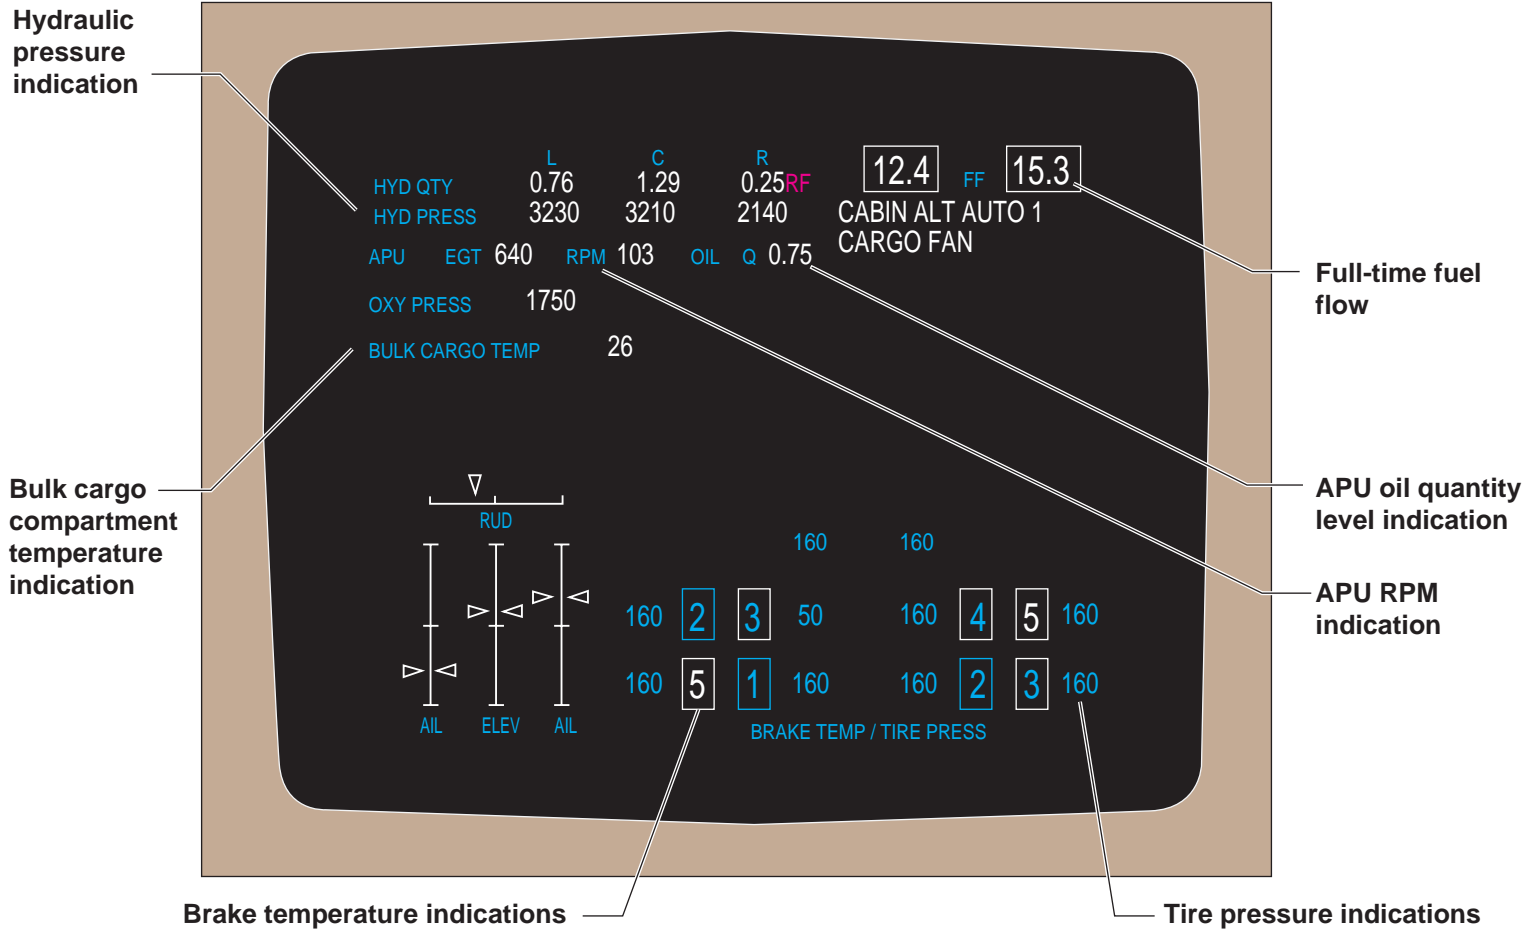 Hydraulic
pressure
indication
L C R
HYD QTY 0.76 1.29 0.25RF
HYD PRESS 3230 3210 2140
12.4 FF 15.3
CABIN ALT AUTO 1
CARGO FAN
APU EGT 640 RPM 103 OIL Q 0.75
OXY PRESS 1750
BULK CARGO TEMP 26
Full-time fuel
flow
Bulk cargo
compartment
temperature
indication
APU oil quantity
level indication
APU RPM
indication
RUD
AIL ELEV AIL
160 160
160 2 3 50 160 4 5 160
160 5 1 160 160 2 3 160
BRAKE TEMP / TIRE PRESS
Brake temperature indications
Tire pressure indications